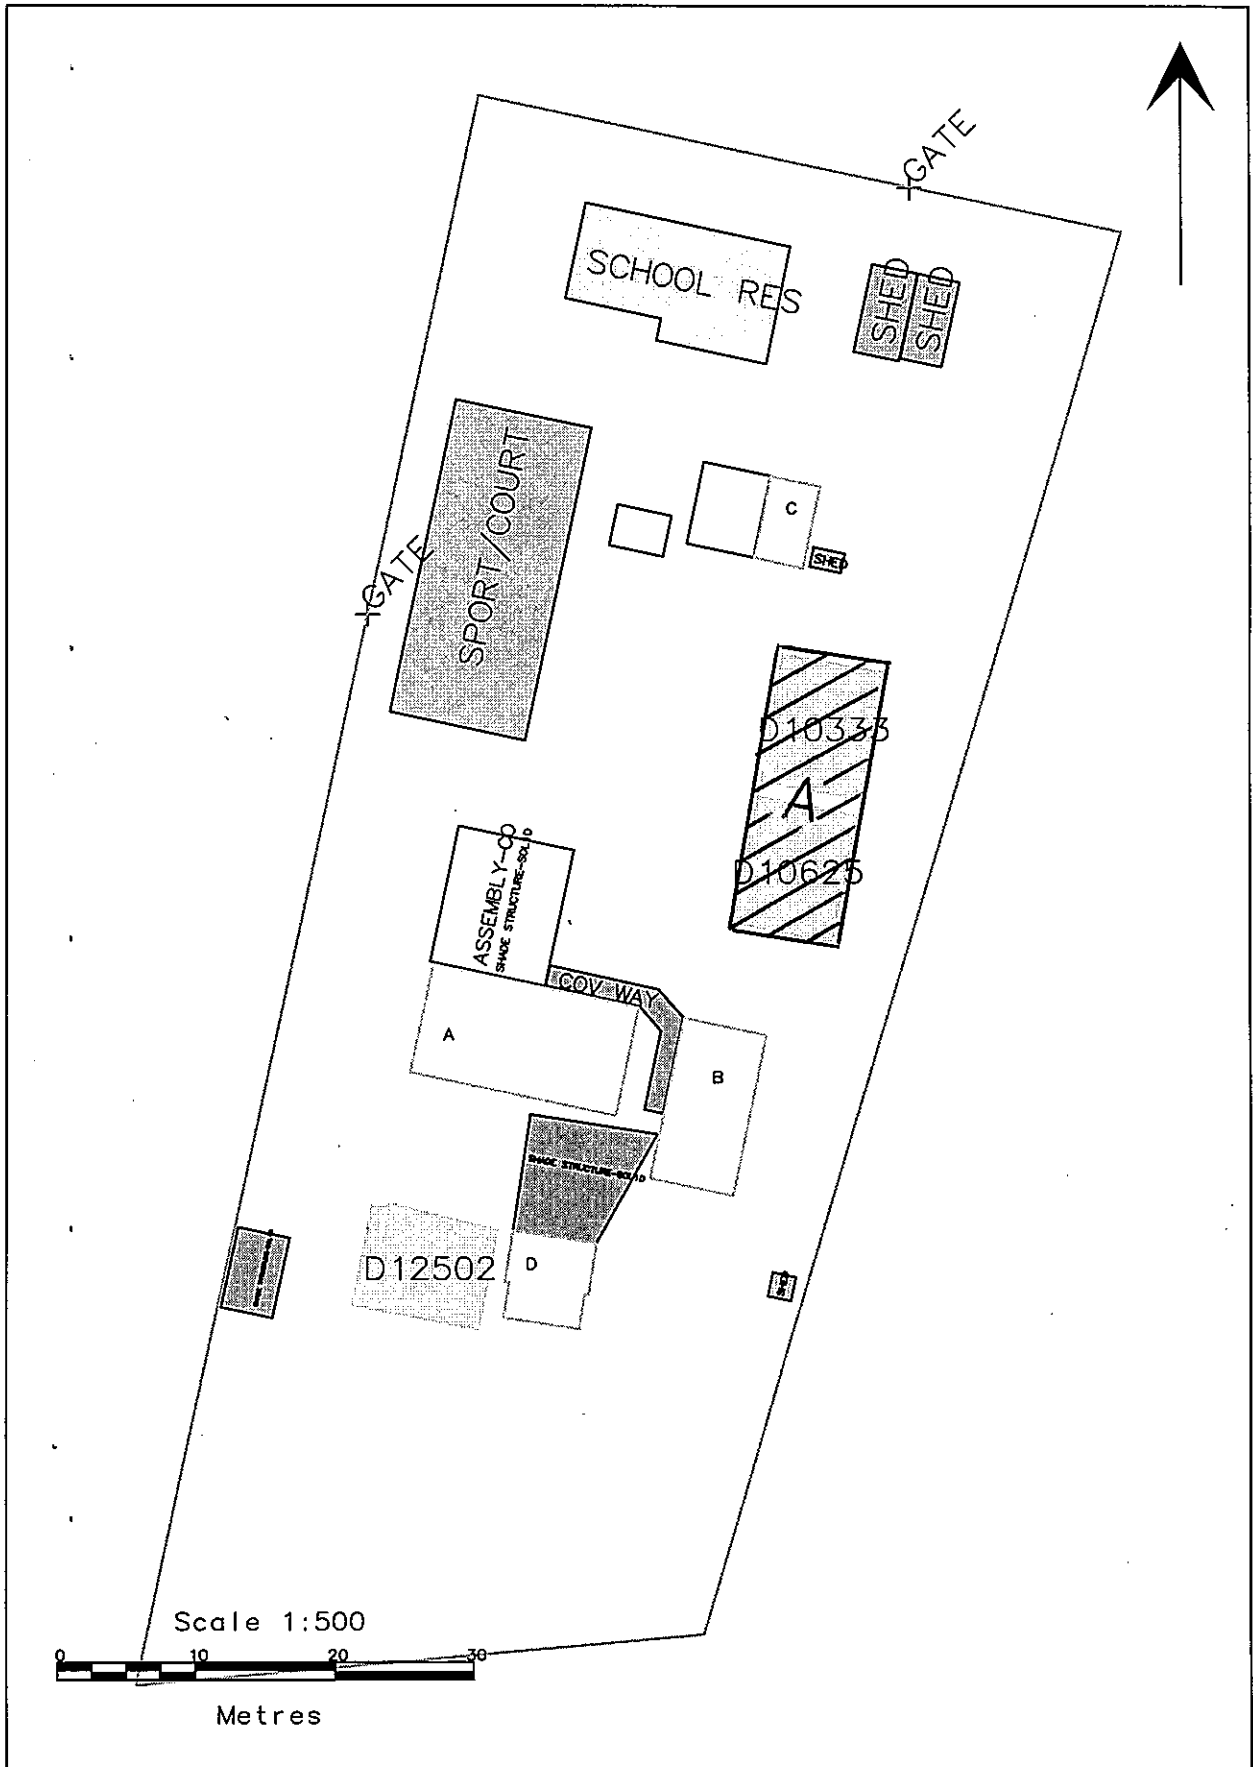 GATE
SCHOOL RES
SHED
SHED
SPORT/COURT
GATE
C
SHED
D10333
A
D10625
ASSEMBLY-CO
SHADE STRUCTURE-SOLID
COV WAY
A
B
SHADE STRUCTURE-SOLID
D12502
D
Scale 1:500
0 10 20 30
Metres